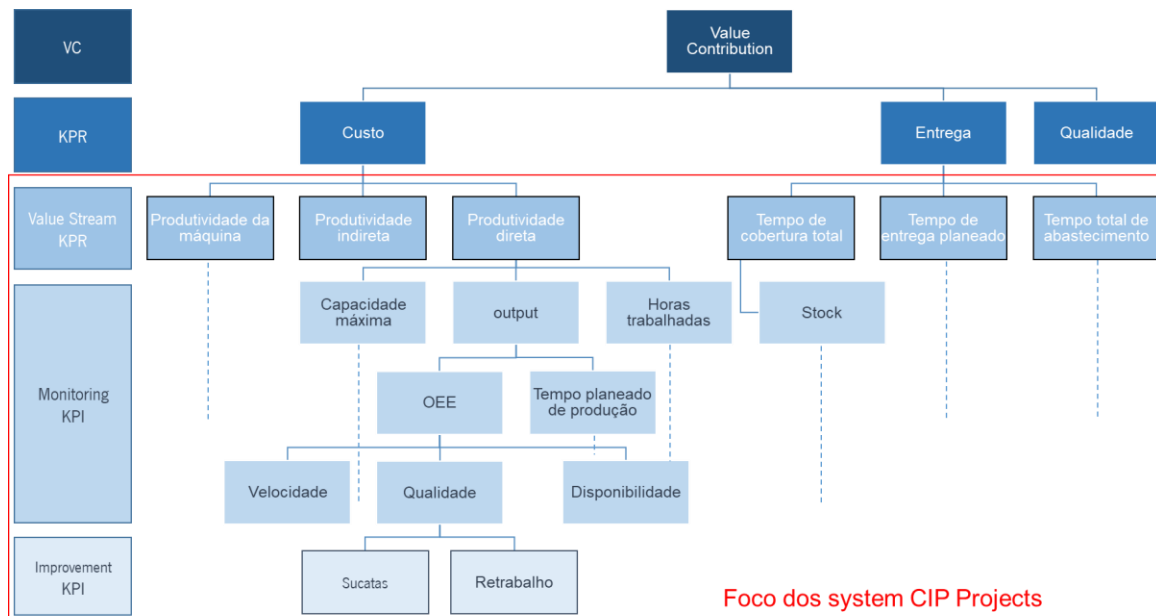 VC
Value
Contribution
KPR
Custo
Entrega
Qualidade
Value Stream
KPR
Produtividade da
máquina
Produtividade
indireta
Produtividade
direta
Tempo de
cobertura total
Tempo de
entrega planeado
Tempo total de
abastecimento
Monitoring
KPI
Capacidade
máxima
output
Horas
trabalhadas
Stock
OEE
Tempo planeado
de produção
Velocidade
Qualidade
Disponibilidade
Improvement
KPI
Sucatas
Retrabalho
Foco dos system CIP Projects